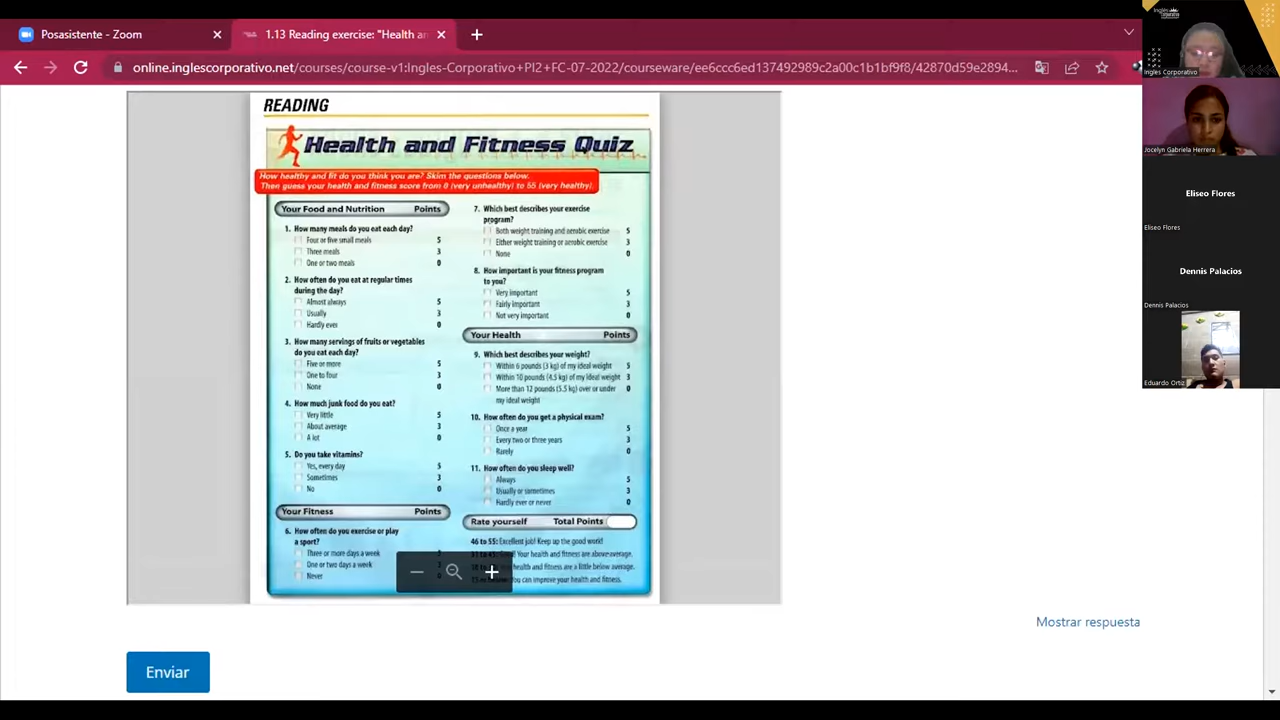 Posasistente - Zoom
1.13 Reading exercise: "Health an
online.inglescorporativo.net/courses/course-v1:Ingles-Corporativo+PI2+FC-07-2022/courseware/ee6ccc6ed137492989c2a00c1b1bf9f8/42870d59e2894...
READING
Health and Fitness Quiz
How healthy and fit do you think you are? Skim the questions below.
Then guess your health and fitness score from 0 (very unhealthy) to 55 (very healthy).
Your Food and Nutrition Points
1. How many meals do you eat each day?
Four or five small meals 5
Three meals 3
One or two meals 0
2. How often do you eat at regular times
during the day?
Almost always 5
Usually 3
Hardly ever 0
3. How many servings of fruits or vegetables
do you eat each day?
Five or more 5
One to four 3
None 0
4. How much junk food do you eat?
Very little 5
About average 3
A lot 0
5. Do you take vitamins?
Yes, every day 5
Sometimes 3
No 0
Your Fitness Points
6. How often do you exercise or play
a sport?
Three or more days a week
One or two days a week
Never
7. Which best describes your exercise
program?
Both weight training and aerobic exercise 5
Either weight training or aerobic exercise 3
None 0
8. How important is your fitness program
to you?
Very important 5
Fairly important 3
Not very important 0
Your Health Points
9. Which best describes your weight?
Within 6 pounds (3 kg) of my ideal weight 5
Within 10 pounds (4.5 kg) of my ideal weight 3
More than 12 pounds (5.5 kg) over or under 0
my ideal weight
10. How often do you get a physical exam?
Once a year 5
Every two or three years 3
Rarely 0
11. How often do you sleep well?
Always 5
Usually or sometimes 3
Hardly ever or never 0
Rate yourself Total Points
46 to 55: Excellent job! Keep up the good work!
Your health and fitness are above average.
health and fitness are a little below average.
You can improve your health and fitness.
Mostrar respuesta
Enviar
Ingles Corporativo
Jocelyn Gabriela Herrera
Eliseo Flores
Eliseo Flores
Dennis Palacios
Dennis Palacios
Eduardo Ortiz